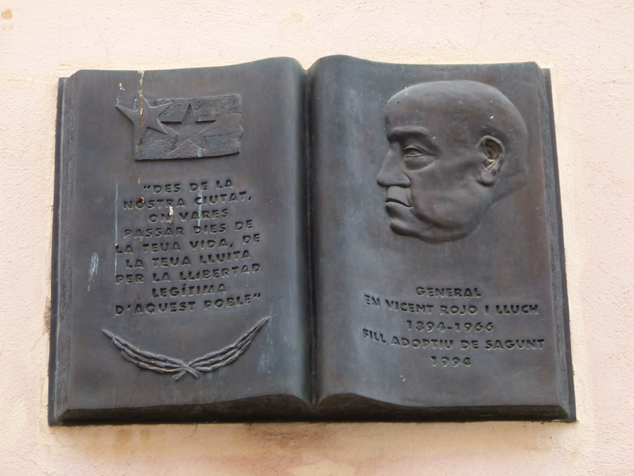 "DES DE LA
NOSTRA CIUTAT,
ON VARES
PASSAR DIES DE
LA TEUA VIDA, DE
LA TEUA LLUITA
PER LA LLIBERTAD
LEGÍTIMA
D'AQUEST POBLE"
GENERAL
EN VICENT ROJO I LLUCH
1894-1966
FILL ADOPTIU DE SAGUNT
1994